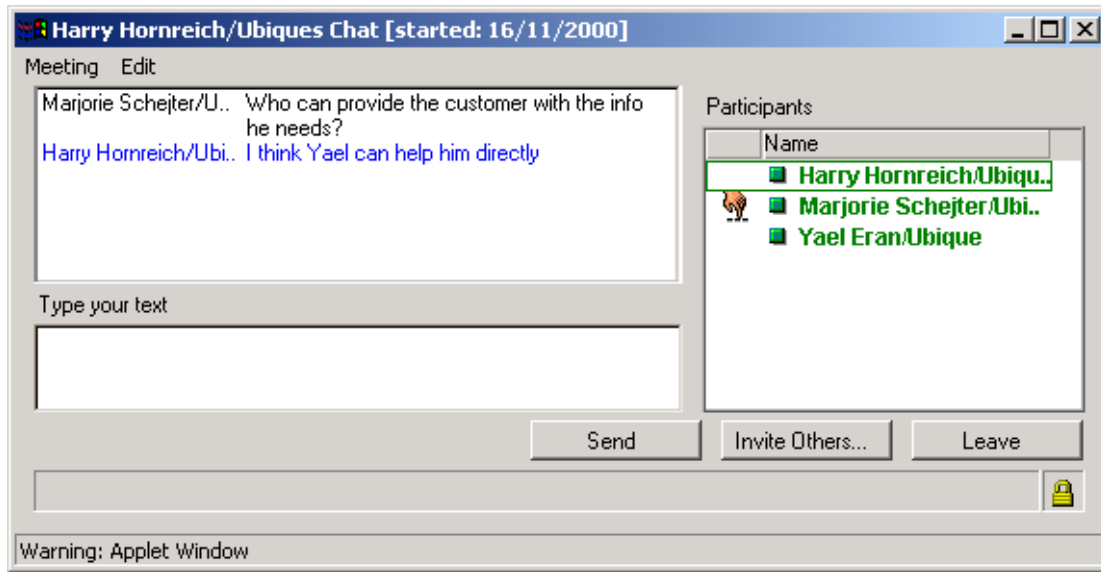 Harry Hornreich/Ubiques Chat [started: 16/11/2000]
Meeting Edit
Marjorie Schejter/U.. Who can provide the customer with the info
he needs?
Harry Hornreich/Ubi.. I think Yael can help him directly
Participants
Name
Harry Hornreich/Ubiqu..
Marjorie Schejter/Ubi..
Yael Eran/Ubique
Type your text
Send Invite Others... Leave
Warning: Applet Window